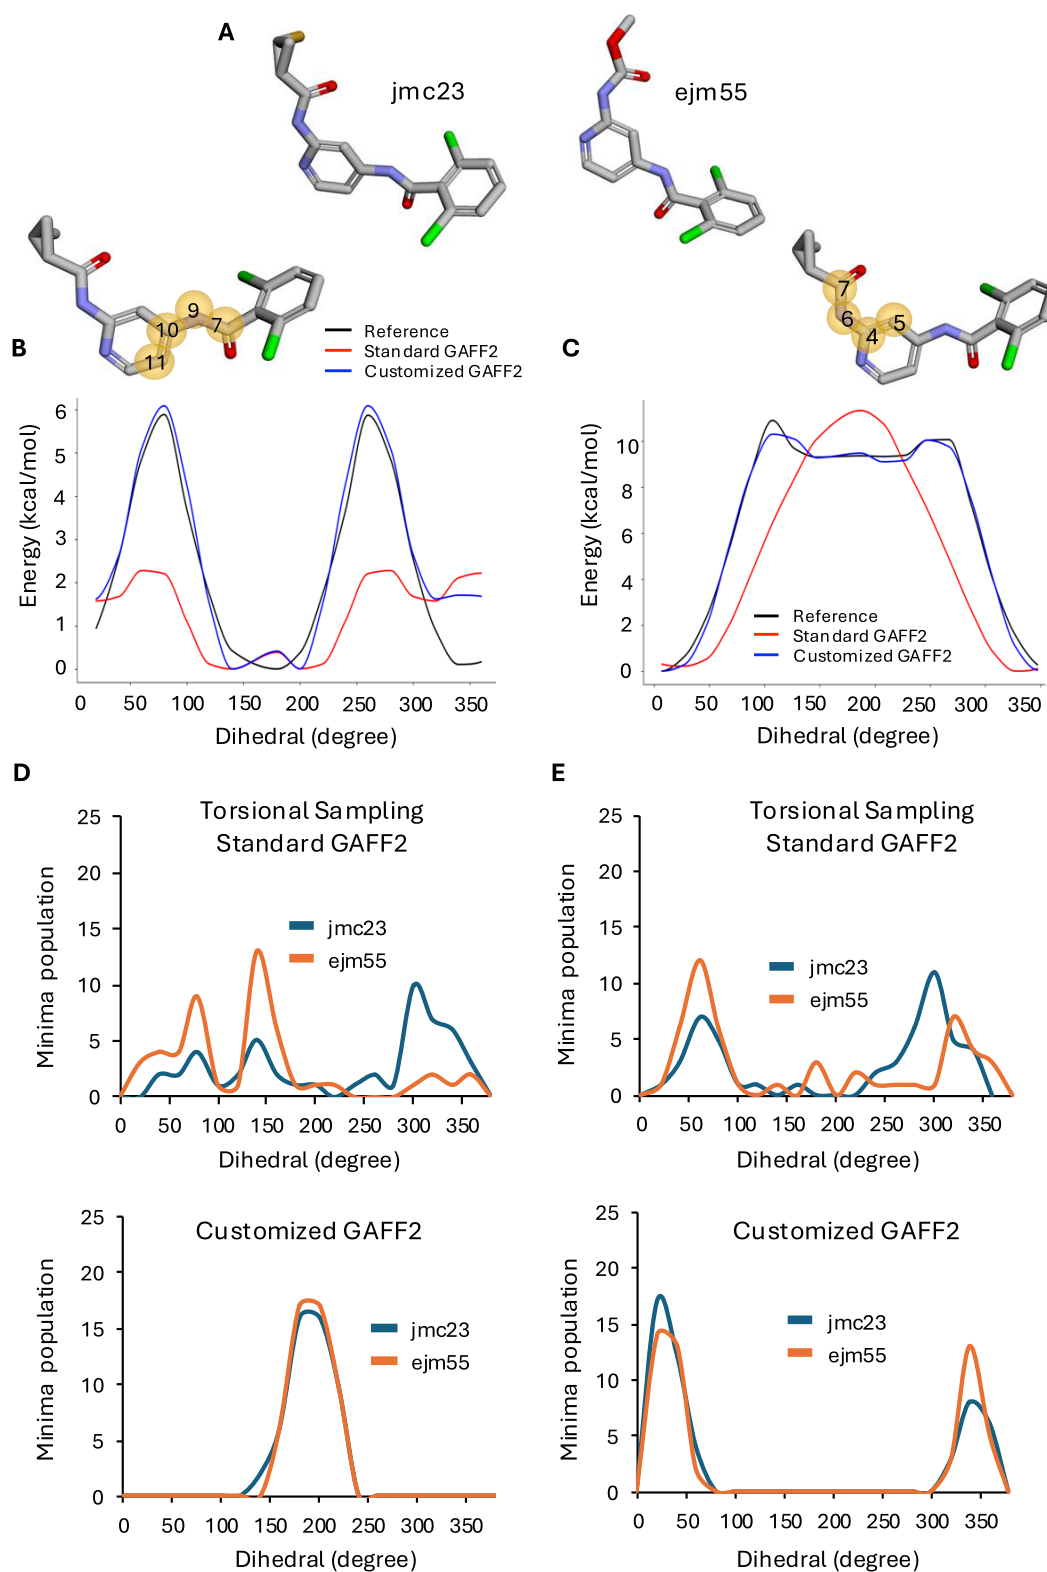 A
jmc23
ejm55
9
10
7
11
7
6
5
4
B
Reference
Standard GAFF2
Customized GAFF2
C
Energy (kcal/mol)
6
5
4
3
2
1
0
0 50 100 150 200 250 300 350
Dihedral (degree)
Energy (kcal/mol)
10
8
6
4
2
0
Reference
Standard GAFF2
Customized GAFF2
0 50 100 150 200 250 300 350
Dihedral (degree)
D
Torsional Sampling
Standard GAFF2
Minima population
25
20
15
10
5
0
jmc23
ejm55
0 50 100 150 200 250 300 350
Dihedral (degree)
E
Torsional Sampling
Standard GAFF2
Minima population
25
20
15
10
5
0
jmc23
ejm55
0 50 100 150 200 250 300 350
Dihedral (degree)
Customized GAFF2
Minima population
25
20
15
10
5
0
jmc23
ejm55
0 50 100 150 200 250 300 350
Dihedral (degree)
Customized GAFF2
Minima population
25
20
15
10
5
0
jmc23
ejm55
0 50 100 150 200 250 300 350
Dihedral (degree)